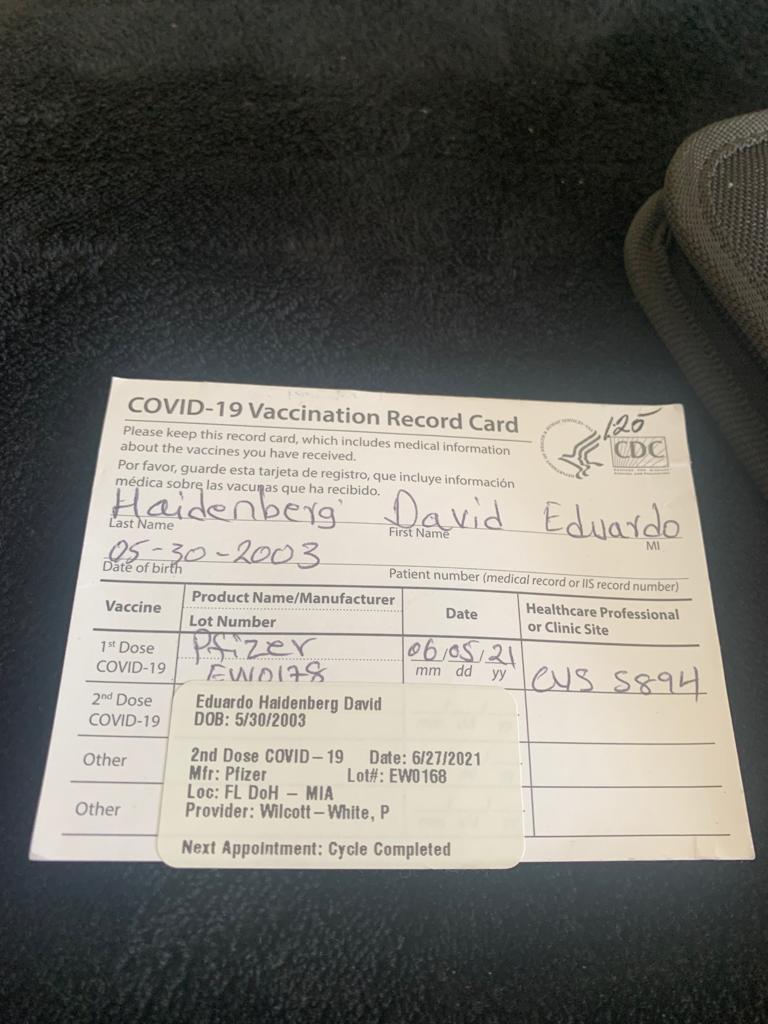 COVID-19 Vaccination Record Card
Please keep this record card, which includes medical information
about the vaccines you have received.
Por favor, guarde esta tarjeta de registro, que incluye información
médica sobre las vacunas que ha recibido.
1:20
CDC
Haidenberg David Eduardo
Last Name First Name MI
05-30-2003
Date of birth Patient number (medical record or IIS record number)
Vaccine Product Name/Manufacturer Date Healthcare Professional
Lot Number or Clinic Site
1st Dose Pfizer 06/05/21
COVID-19 EW0178 mm dd yy CVS 5894
2nd Dose
COVID-19
Other
Other
Eduardo Haldenberg David
DOB: 5/30/2003
2nd Dose COVID-19 Date: 6/27/2021
Mfr: Pfizer Lot#: EW0168
Loc: FL DoH - MIA
Provider: Wilcott-White, P
Next Appointment: Cycle Completed